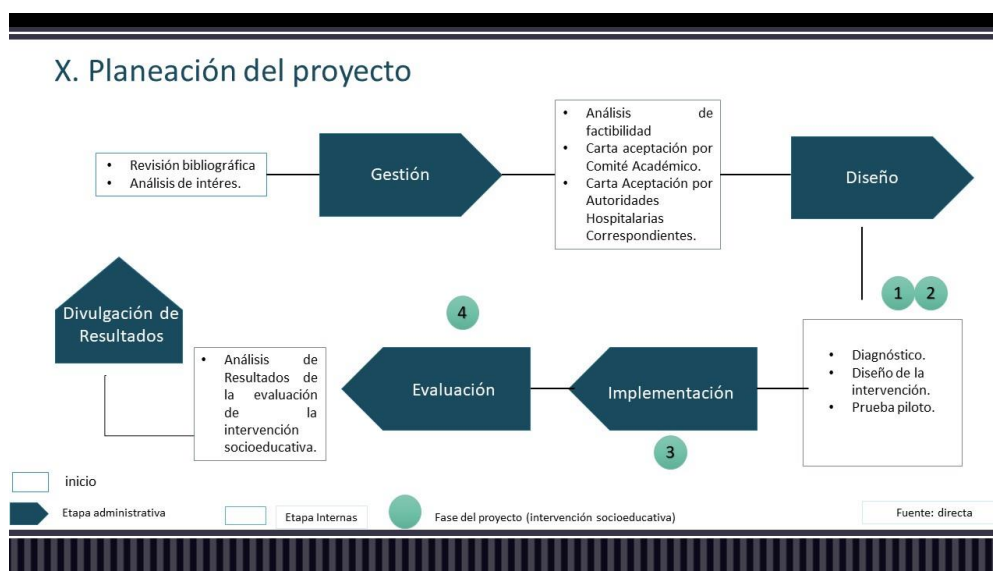 X. Planeación del proyecto
• Revisión bibliográfica
• Análisis de intéres.
Gestión
• Análisis de
factibilidad
• Carta aceptación por
Comité Académico.
• Carta Aceptación por
Autoridades
Hospitalarias
Correspondientes.
Diseño
1 2
• Diagnóstico.
• Diseño de la
intervención.
• Prueba piloto.
Implementación
3
Evaluación
4
• Análisis de
Resultados de
la evaluación
de la
intervención
socioeducativa.
Divulgación de
Resultados
inicio
Etapa administrativa
Etapa Internas
Fase del proyecto (intervención socioeducativa)
Fuente: directa